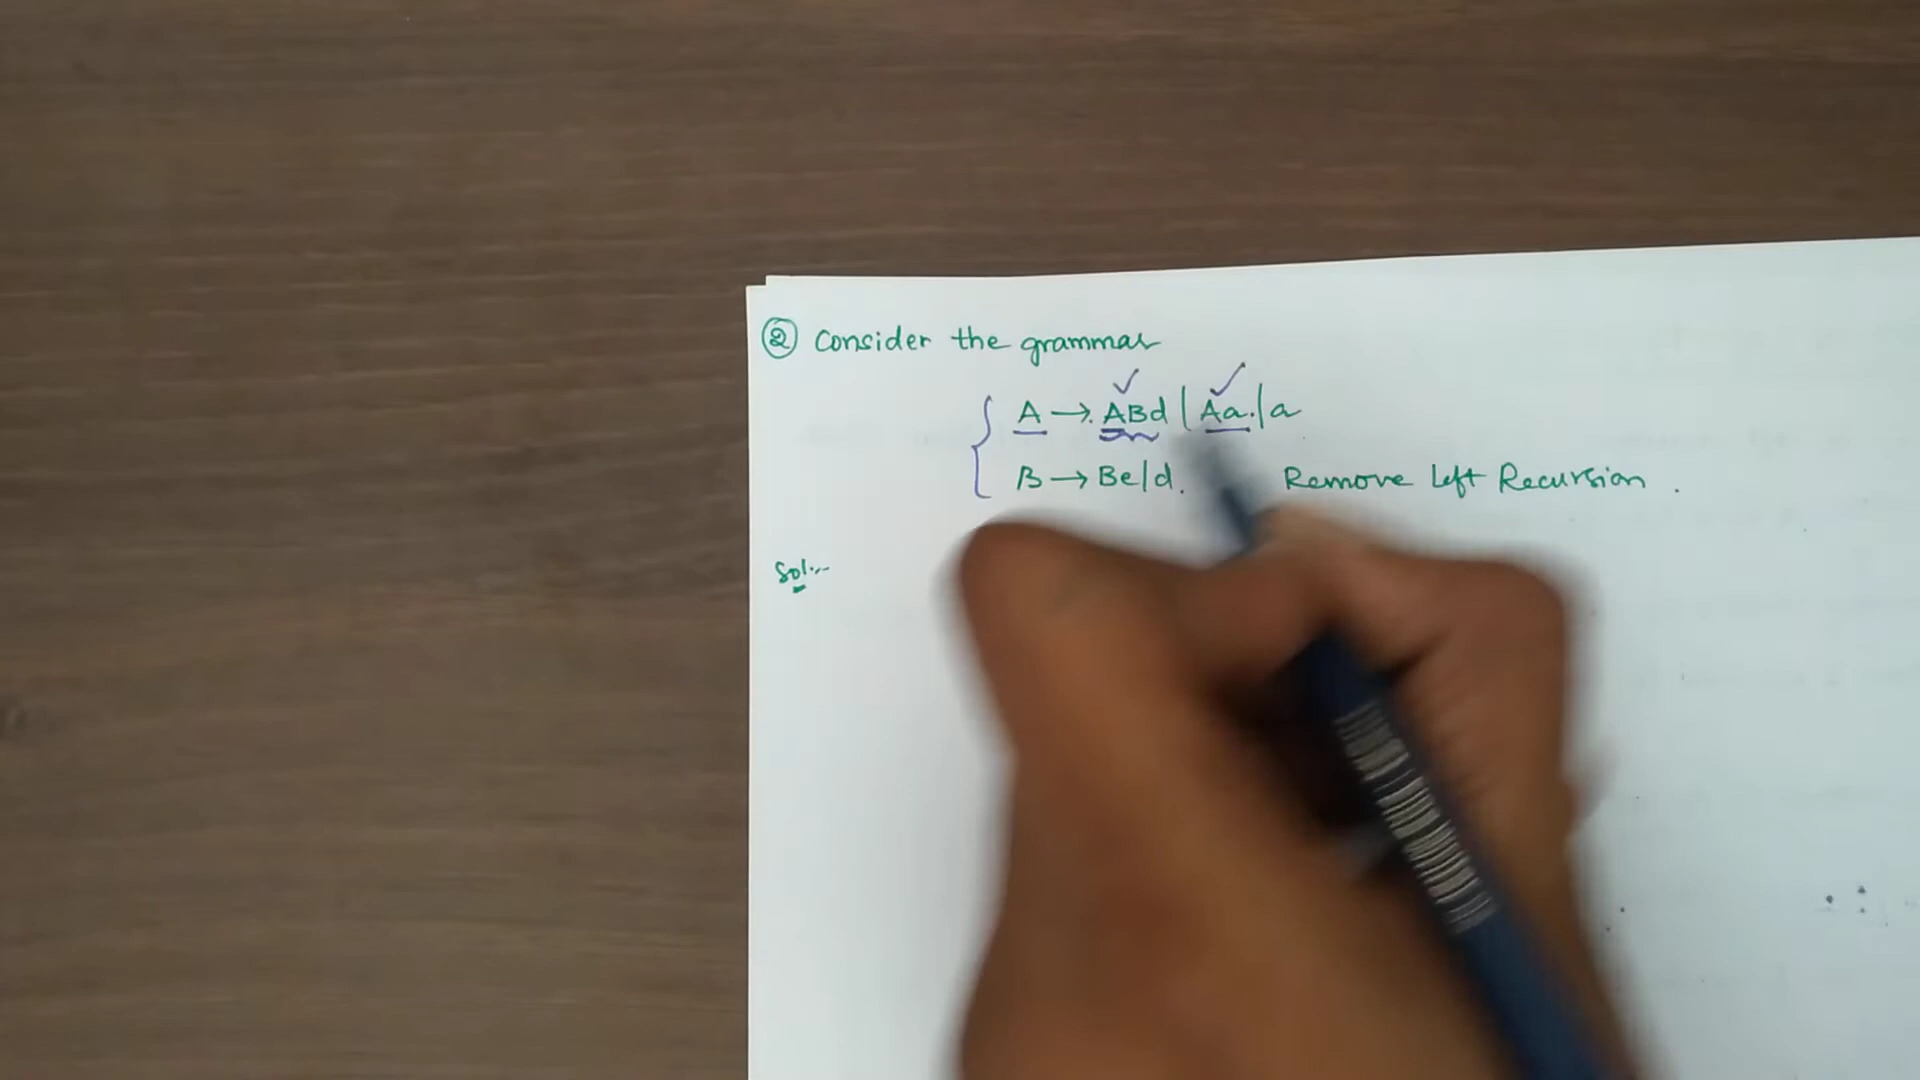 ② Consider the grammar
A → ABd | Aa | a
B → Be/d. Remove Left Recursion.
Sol:-